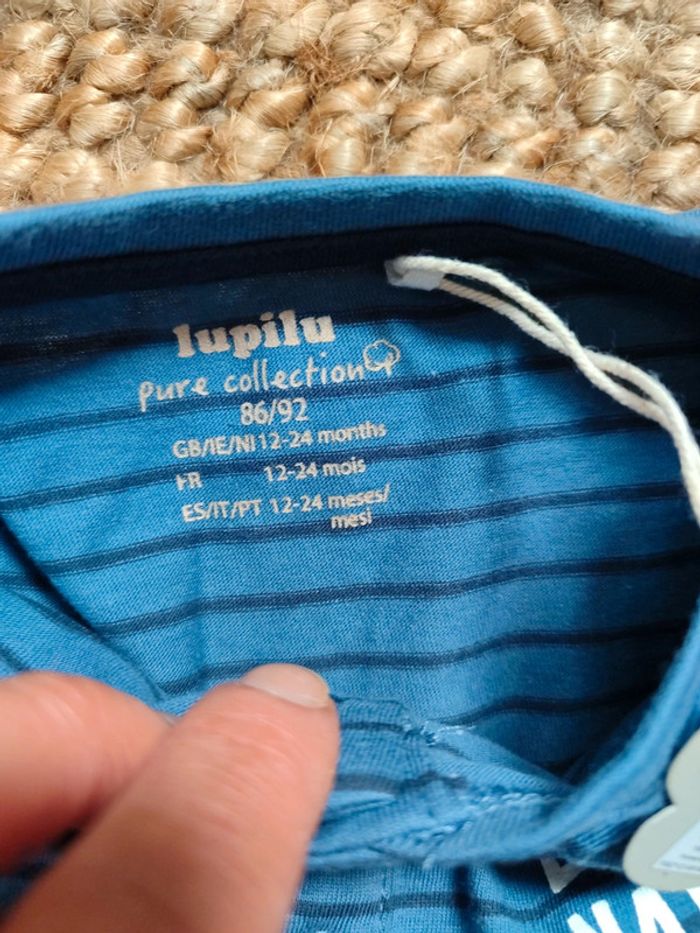 lupilu
pure collection
86/92
GB/IE/NI 12-24 months
FR 12-24 mois
ES/IT/PT 12-24 meses/
mesi
NA